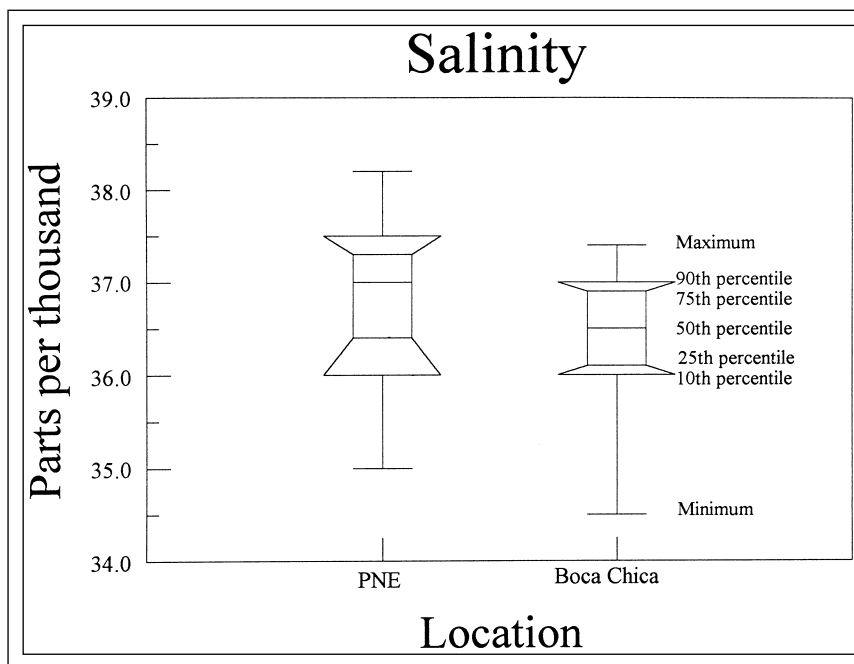 Salinity
Parts per thousand
39.0
38.0
37.0
36.0
35.0
34.0
Maximum
90th percentile
75th percentile
50th percentile
25th percentile
10th percentile
Minimum
PNE
Boca Chica
Location